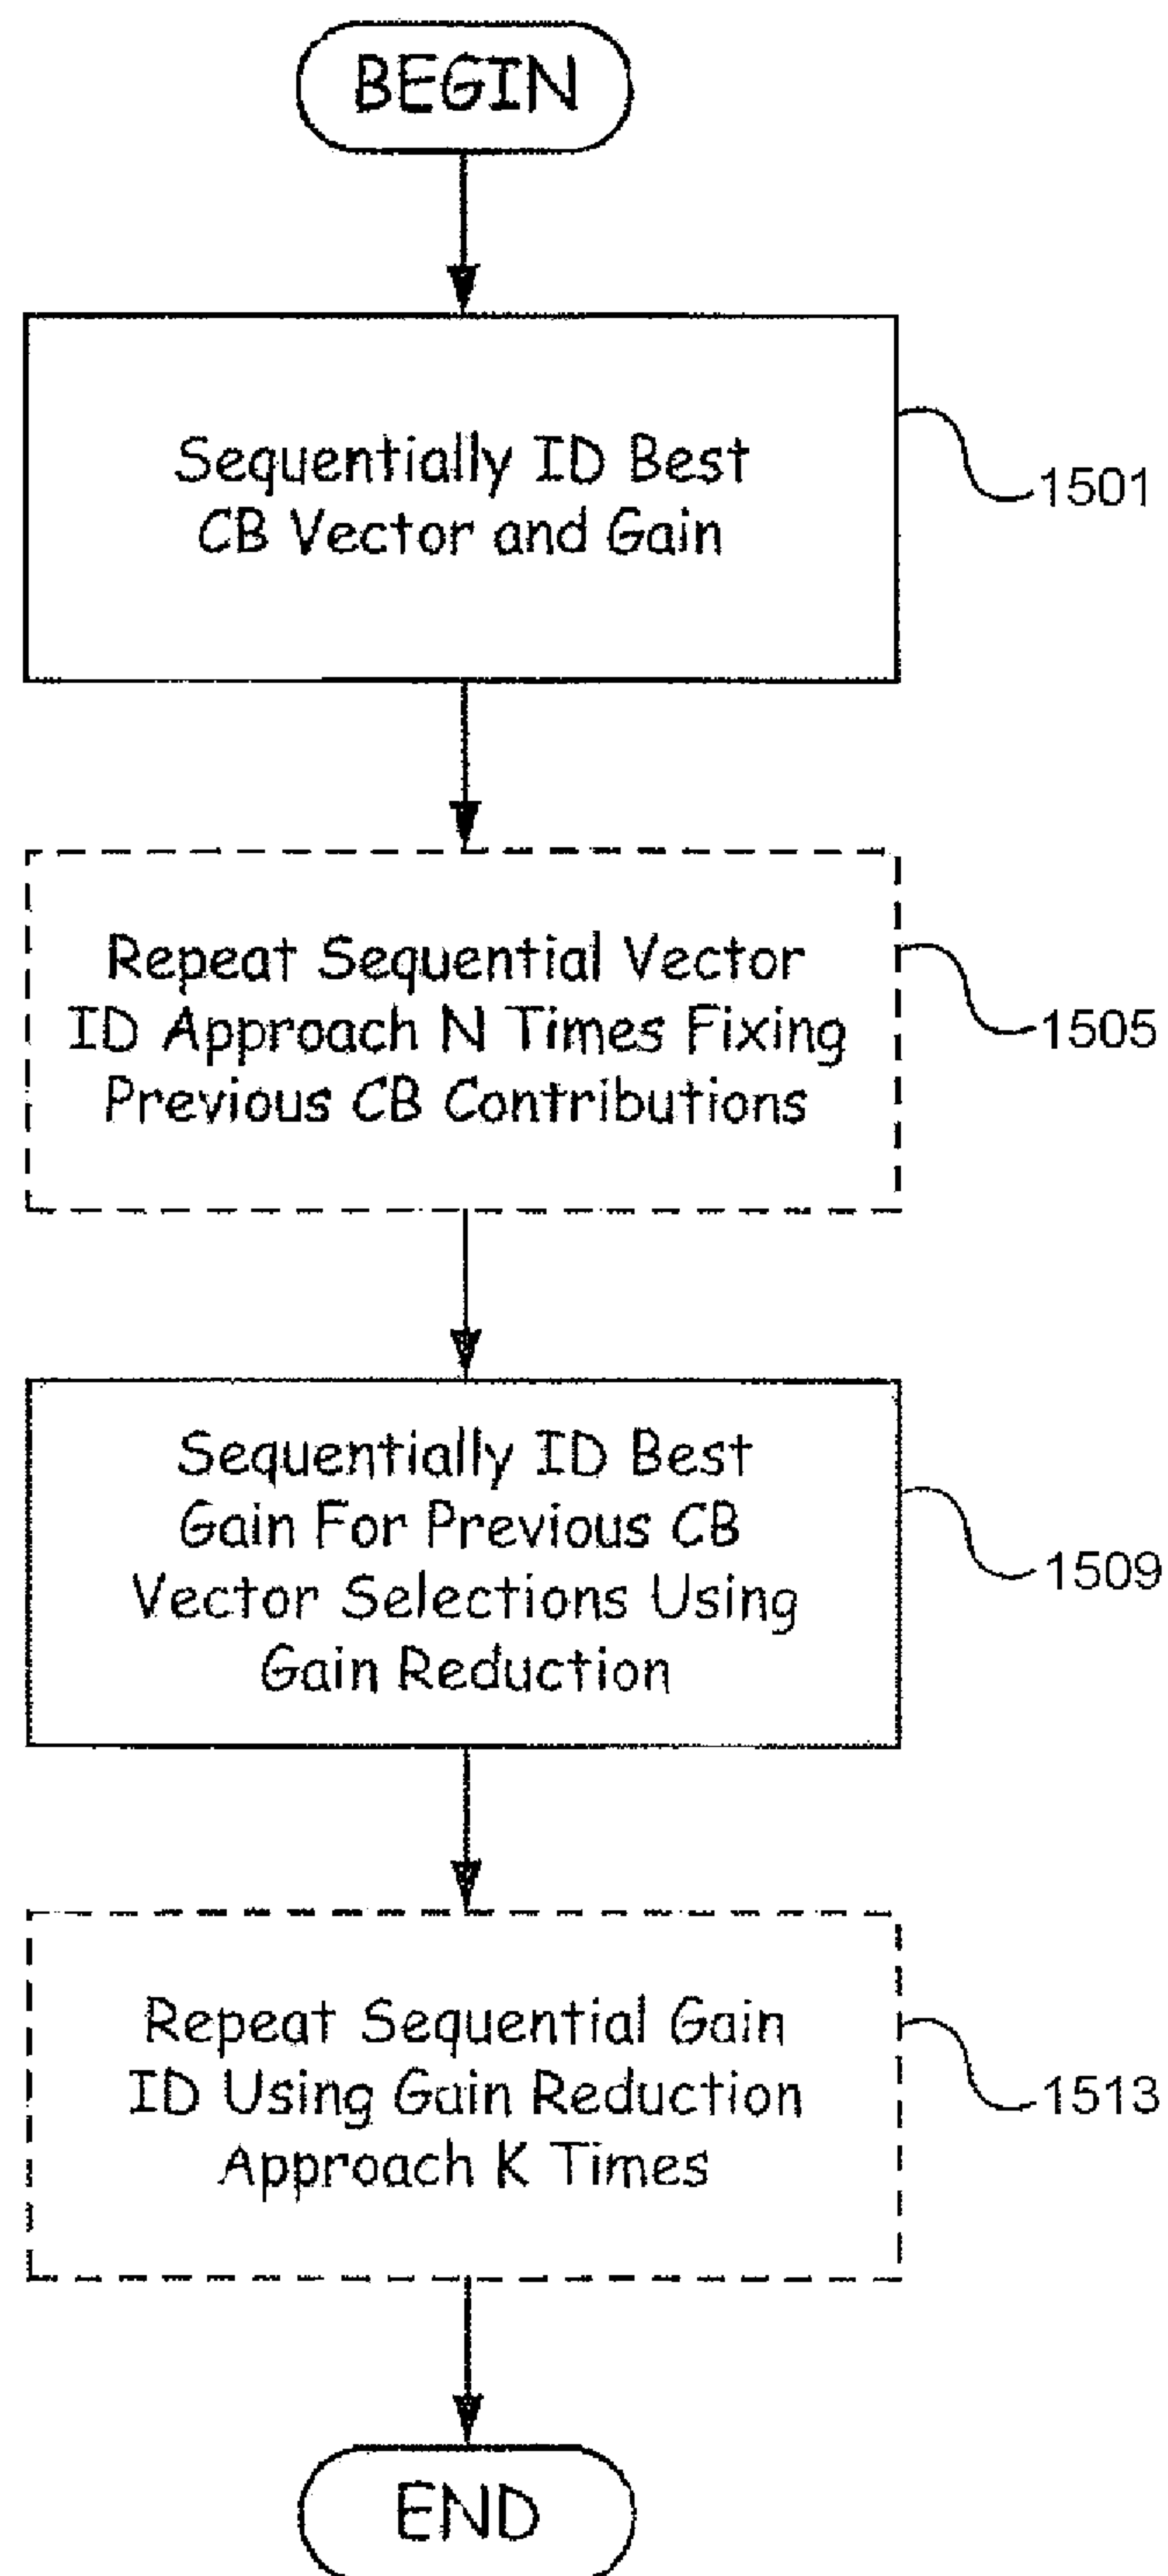 BEGIN
Sequentially ID Best
CB Vector and Gain
1501
Repeat Sequential Vector
ID Approach N Times Fixing
Previous CB Contributions
1505
Sequentially ID Best
Gain For Previous CB
Vector Selections Using
Gain Reduction
1509
Repeat Sequential Gain
ID Using Gain Reduction
Approach K Times
1513
END